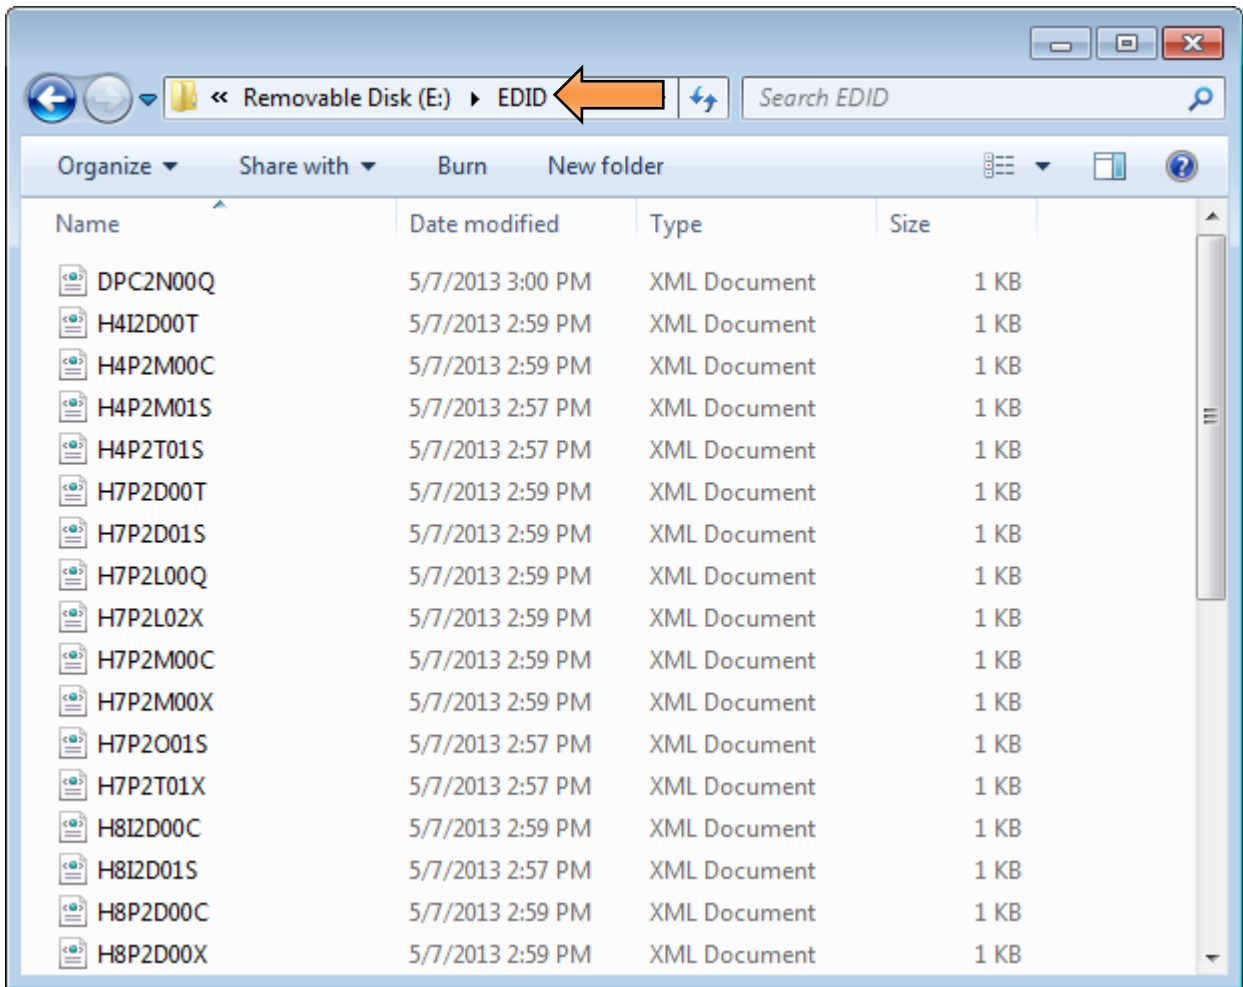 « Removable Disk (E:) ▸ EDID Search EDID
Organize Share with Burn New folder
Name Date modified Type Size
DPC2N00Q 5/7/2013 3:00 PM XML Document 1 KB
H4I2D00T 5/7/2013 2:59 PM XML Document 1 KB
H4P2M00C 5/7/2013 2:59 PM XML Document 1 KB
H4P2M01S 5/7/2013 2:57 PM XML Document 1 KB
H4P2T01S 5/7/2013 2:57 PM XML Document 1 KB
H7P2D00T 5/7/2013 2:59 PM XML Document 1 KB
H7P2D01S 5/7/2013 2:59 PM XML Document 1 KB
H7P2L00Q 5/7/2013 2:59 PM XML Document 1 KB
H7P2L02X 5/7/2013 2:59 PM XML Document 1 KB
H7P2M00C 5/7/2013 2:59 PM XML Document 1 KB
H7P2M00X 5/7/2013 2:59 PM XML Document 1 KB
H7P2O01S 5/7/2013 2:57 PM XML Document 1 KB
H7P2T01X 5/7/2013 2:57 PM XML Document 1 KB
H8I2D00C 5/7/2013 2:59 PM XML Document 1 KB
H8I2D01S 5/7/2013 2:57 PM XML Document 1 KB
H8P2D00C 5/7/2013 2:59 PM XML Document 1 KB
H8P2D00X 5/7/2013 2:59 PM XML Document 1 KB